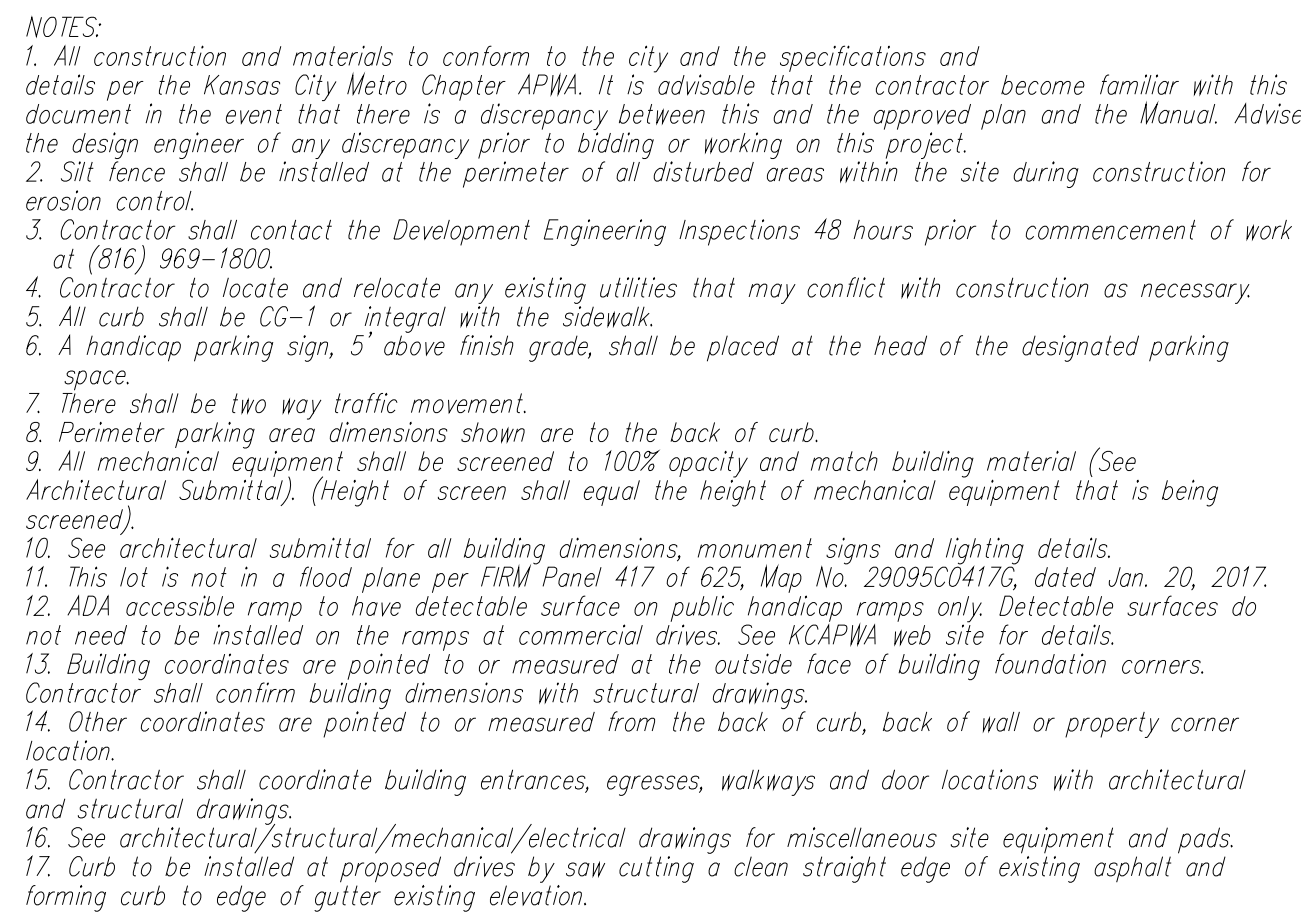 NOTES:
1. All construction and materials to conform to the city and the specifications and
details per the Kansas City Metro Chapter APWA. It is advisable that the contractor become familiar with this
document in the event that there is a discrepancy between this and the approved plan and the Manual. Advise
the design engineer of any discrepancy prior to bidding or working on this project.
2. Silt fence shall be installed at the perimeter of all disturbed areas within the site during construction for
erosion control.
3. Contractor shall contact the Development Engineering Inspections 48 hours prior to commencement of work
at (816) 969-1800.
4. Contractor to locate and relocate any existing utilities that may conflict with construction as necessary.
5. All curb shall be CG-1 or integral with the sidewalk.
6. A handicap parking sign, 5' above finish grade, shall be placed at the head of the designated parking
space.
7. There shall be two way traffic movement.
8. Perimeter parking area dimensions shown are to the back of curb.
9. All mechanical equipment shall be screened to 100% opacity and match building material (See
Architectural Submittal). (Height of screen shall equal the height of mechanical equipment that is being
screened).
10. See architectural submittal for all building dimensions, monument signs and lighting details.
11. This lot is not in a flood plane per FIRM Panel 417 of 625, Map No. 29095C0417G, dated Jan. 20, 2017.
12. ADA accessible ramp to have detectable surface on public handicap ramps only. Detectable surfaces do
not need to be installed on the ramps at commercial drives. See KCAPWA web site for details.
13. Building coordinates are pointed to or measured at the outside face of building foundation corners.
Contractor shall confirm building dimensions with structural drawings.
14. Other coordinates are pointed to or measured from the back of curb, back of wall or property corner
location.
15. Contractor shall coordinate building entrances, egresses, walkways and door locations with architectural
and structural drawings.
16. See architectural/structural/mechanical/electrical drawings for miscellaneous site equipment and pads.
17. Curb to be installed at proposed drives by saw cutting a clean straight edge of existing asphalt and
forming curb to edge of gutter existing elevation.